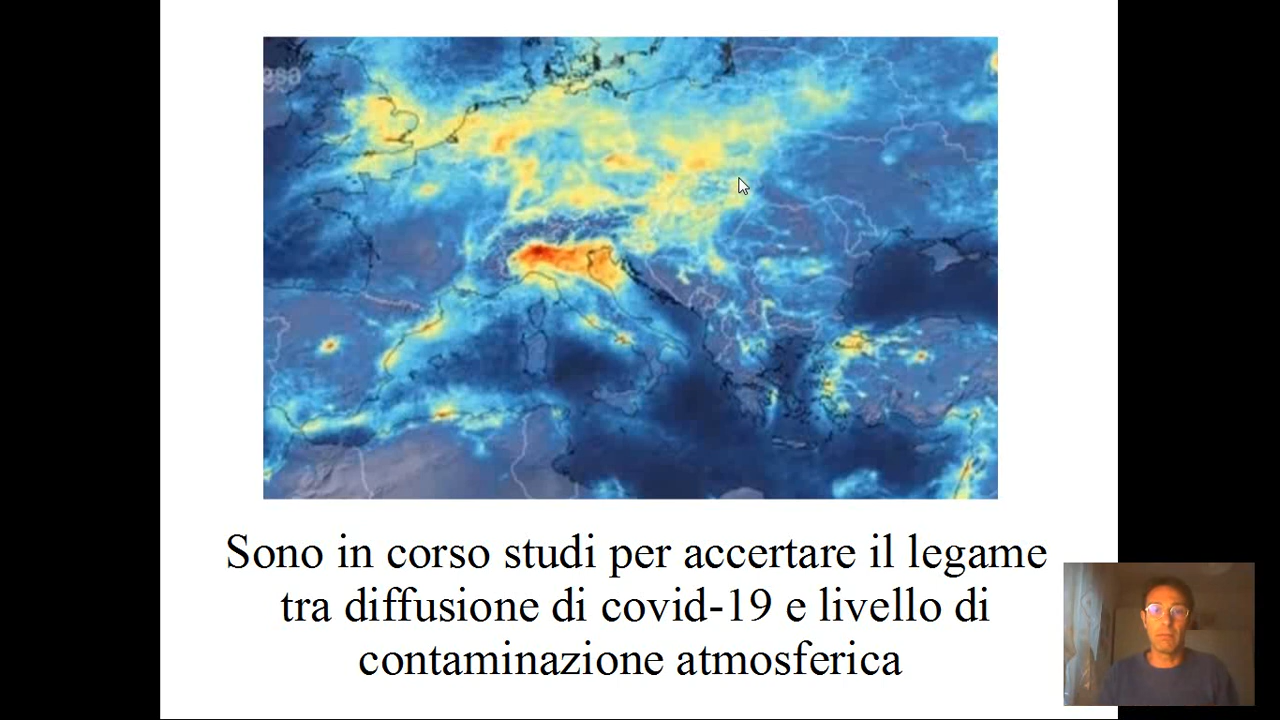 esa
Sono in corso studi per accertare il legame
tra diffusione di covid-19 e livello di
contaminazione atmosferica